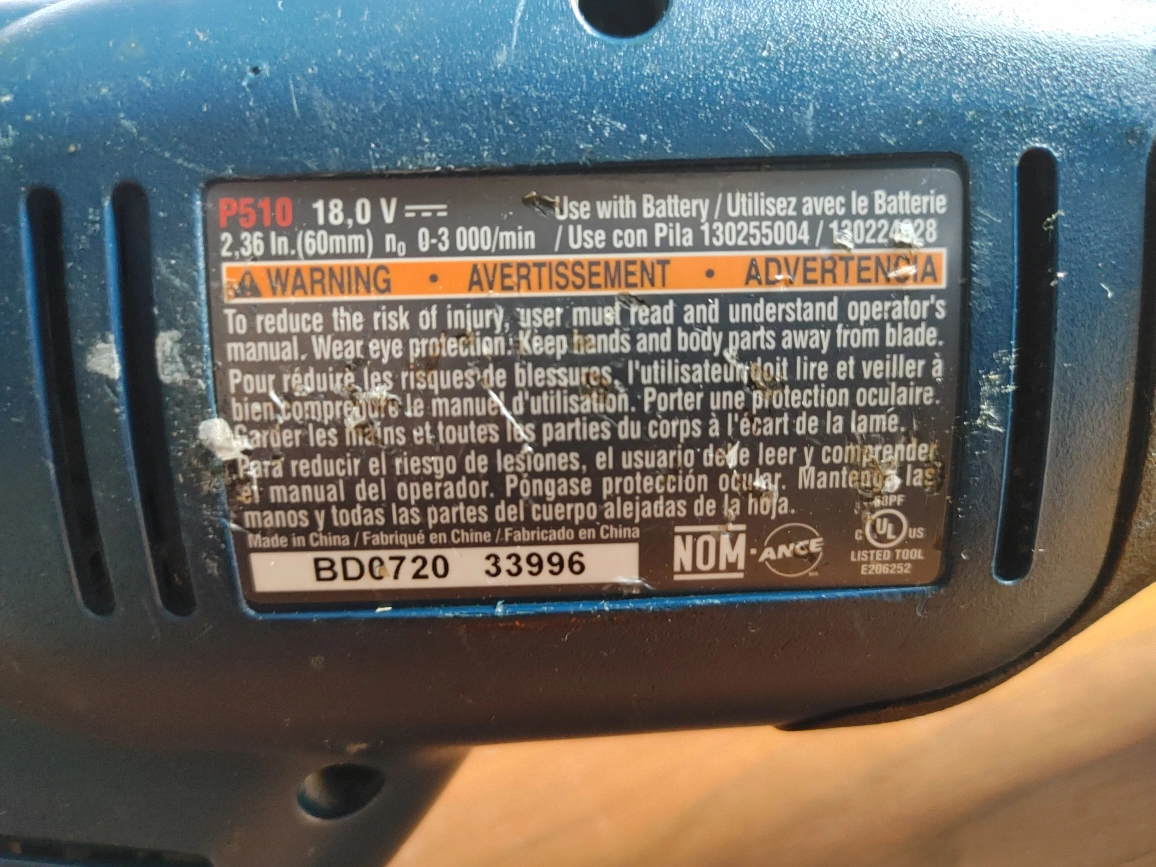 P510 18,0 V
2,36 In.(60mm) n₀ 0-3 000/min
Use with Battery / Utilisez avec le Batterie
/ Use con Pila 130255004 / 130224028
WARNING • AVERTISSEMENT • ADVERTENCIA
To reduce the risk of injury, user must read and understand operator's
manual. Wear eye protection. Keep hands and body parts away from blade.
Pour réduire les risques de blessures, l'utilisateur doit lire et veiller à
bien comprendre le manuel d'utilisation. Porter une protection oculaire.
Garder les mains et toutes les parties du corps à l'écart de la lame.
Para reducir el riesgo de lesiones, el usuario debe leer y comprender
el manual del operador. Póngase protección ocular. Mantenga las
manos y todas las partes del cuerpo alejadas de la hoja.
Made in China / Fabriqué en Chine / Fabricado en China
BD0720 33996
NOM
ANCE
C UL US
LISTED TOOL
E206252